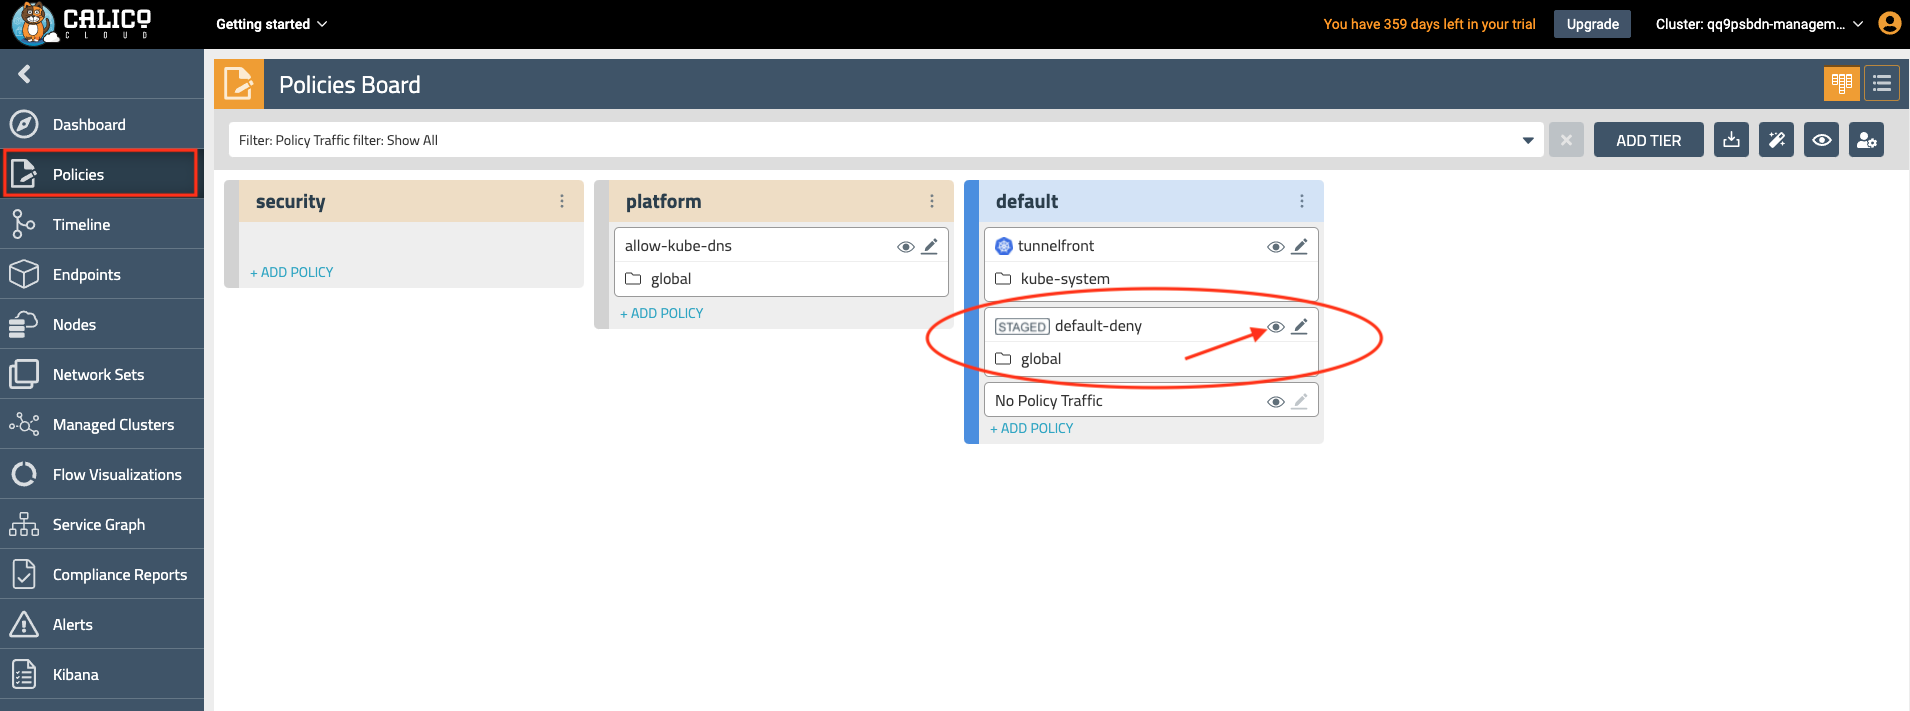 CALICO
CLOUD
Getting started
You have 359 days left in your trial
Upgrade
Cluster: qq9psbdn-managem...
Policies Board
Dashboard
Policies
Timeline
Endpoints
Nodes
Network Sets
Managed Clusters
Flow Visualizations
Service Graph
Compliance Reports
Alerts
Kibana
Filter: Policy Traffic filter: Show All
ADD TIER
security
+ ADD POLICY
platform
allow-kube-dns
global
+ ADD POLICY
default
tunnelfront
kube-system
STAGED default-deny
global
No Policy Traffic
+ ADD POLICY